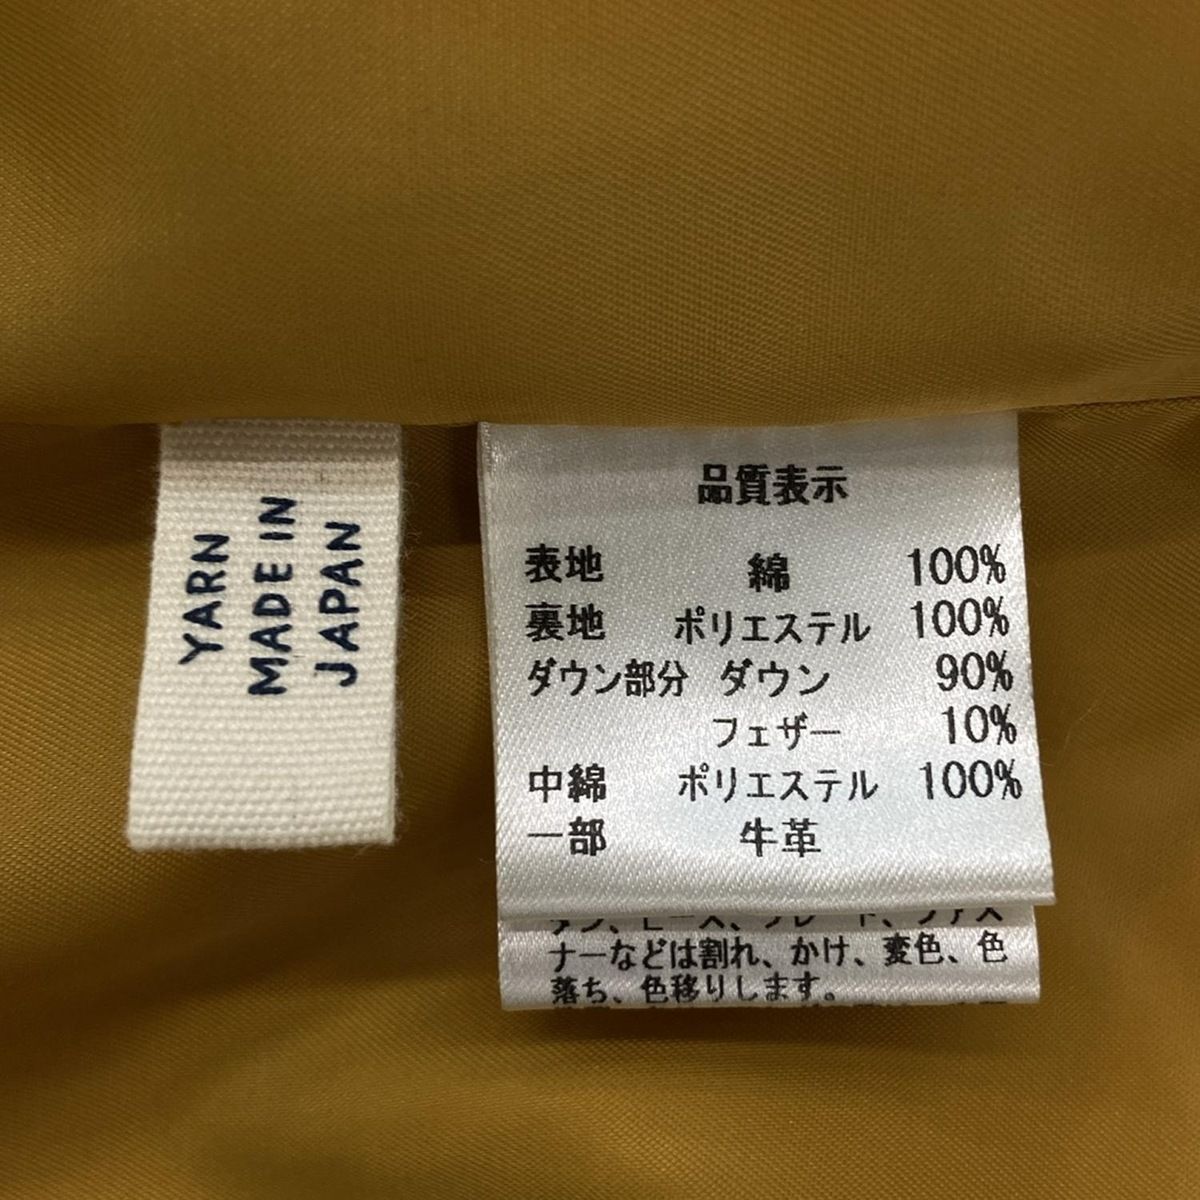 YARN
MADE IN
JAPAN
品質表示
表地 綿 100%
裏地 ポリエステル 100%
ダウン部分 ダウン 90%
フェザー 10%
中綿 ポリエステル 100%
一部 牛革
ナーなどは割れ、かけ、変色、色
落ち、色移りします。